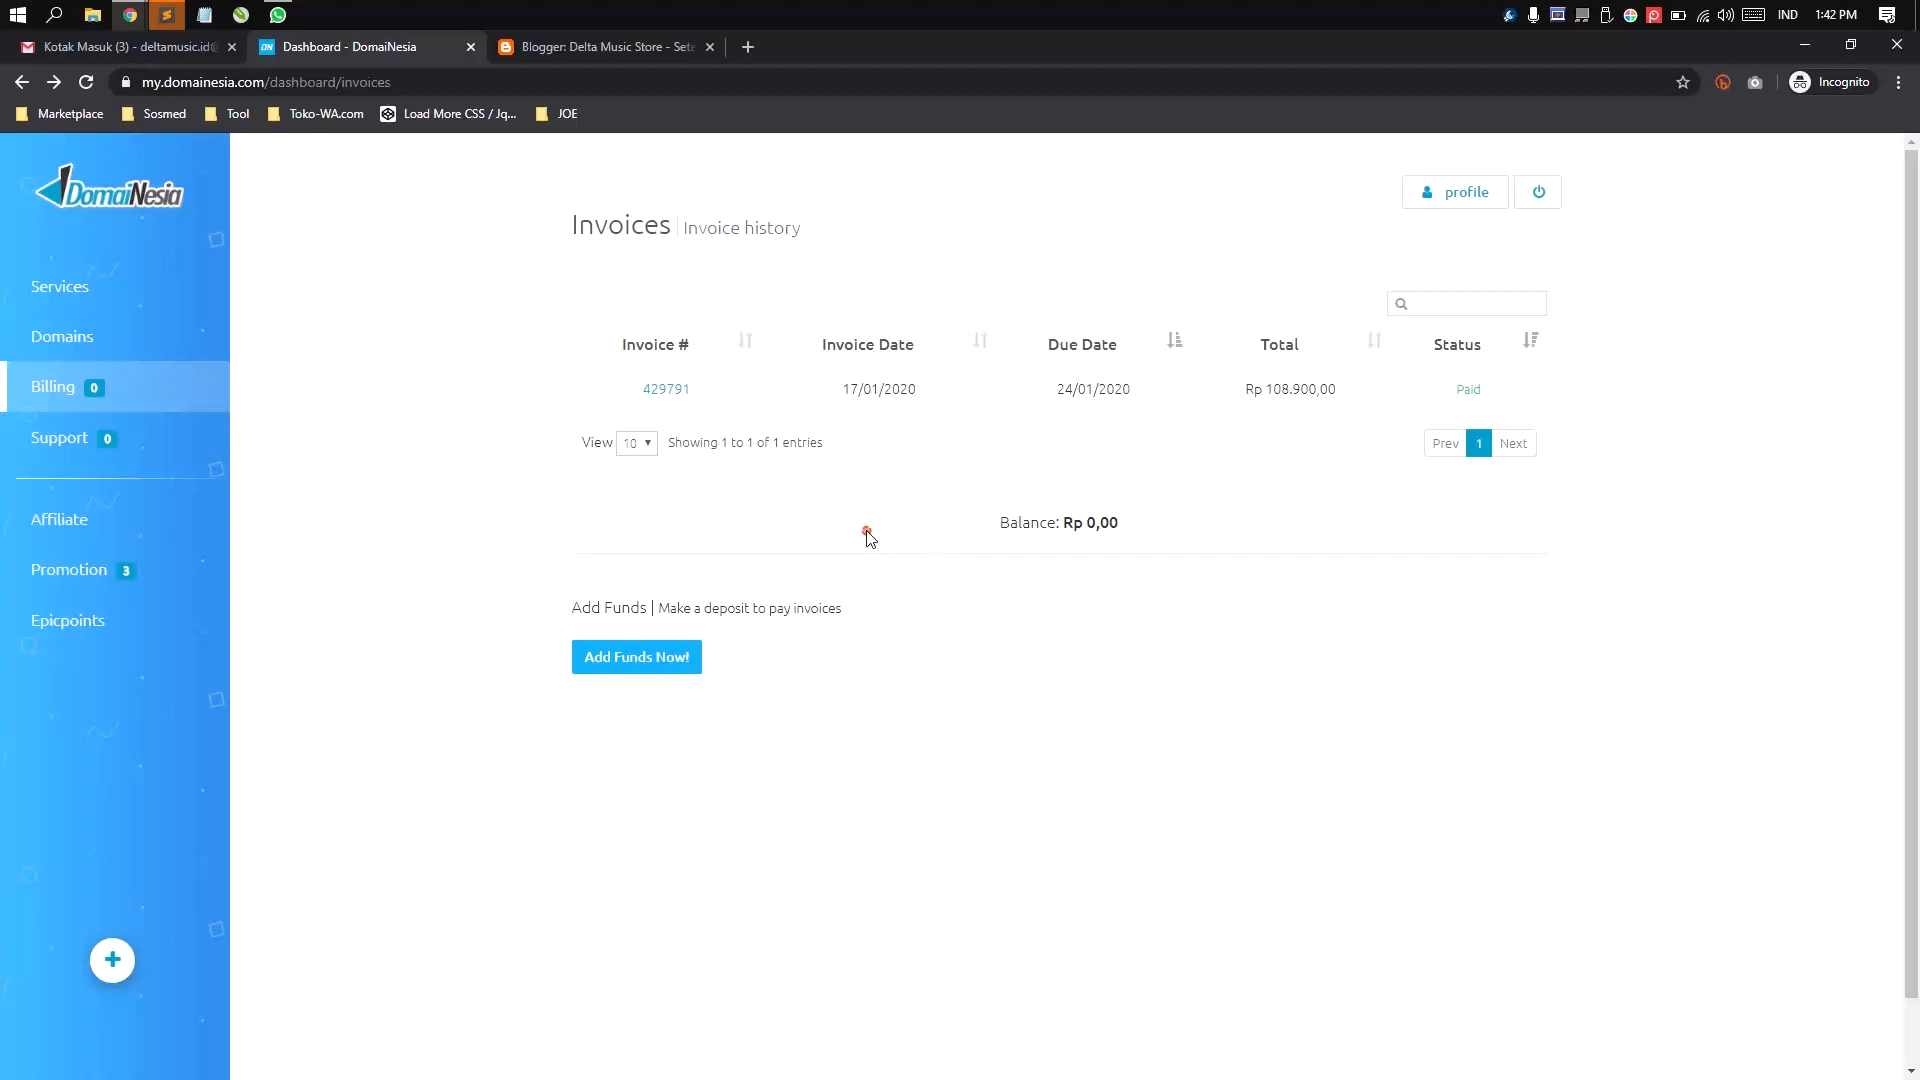 IND 1:42 PM
Kotak Masuk (3) - deltamusic.id@
Dashboard - DomaiNesia
Blogger: Delta Music Store - Sete
my.domainesia.com/dashboard/invoices
Incognito
Marketplace Sosmed Tool Toko-WA.com Load More CSS / Jq... JOE
DomaiNesia
profile
Invoices Invoice history
Services
Domains
Billing 0
Support 0
Affiliate
Promotion 3
Epicpoints
Invoice # Invoice Date Due Date Total Status
429791 17/01/2020 24/01/2020 Rp 108.900,00 Paid
View 10 Showing 1 to 1 of 1 entries
Prev 1 Next
Balance: Rp 0,00
Add Funds | Make a deposit to pay invoices
Add Funds Now!